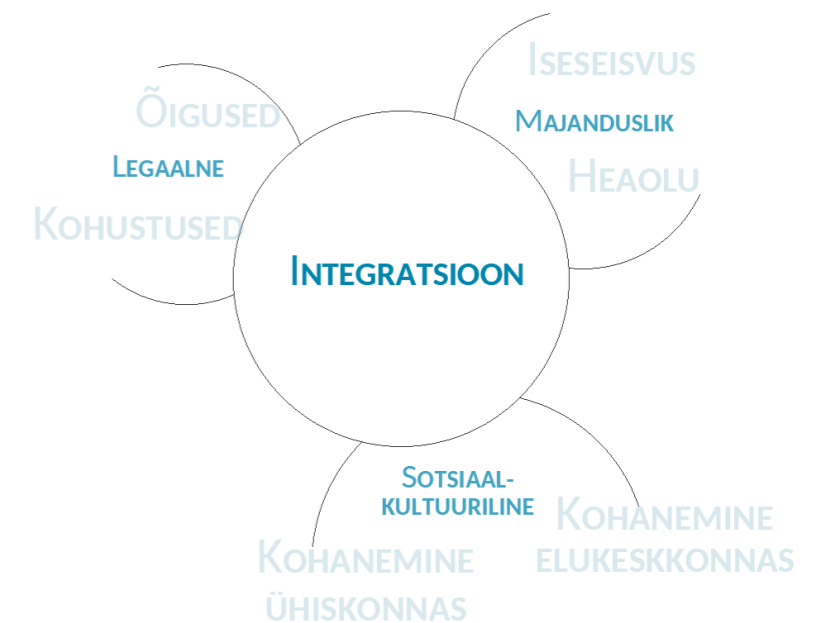 Õigused
Legaalne
Kohustused
Iseseisvus
Majanduslik
Heaolu
Integratsioon
Sotsiaal-
kultuuriline
Kohanemine
ühiskonnas
Kohanemine
elukeskkonnas